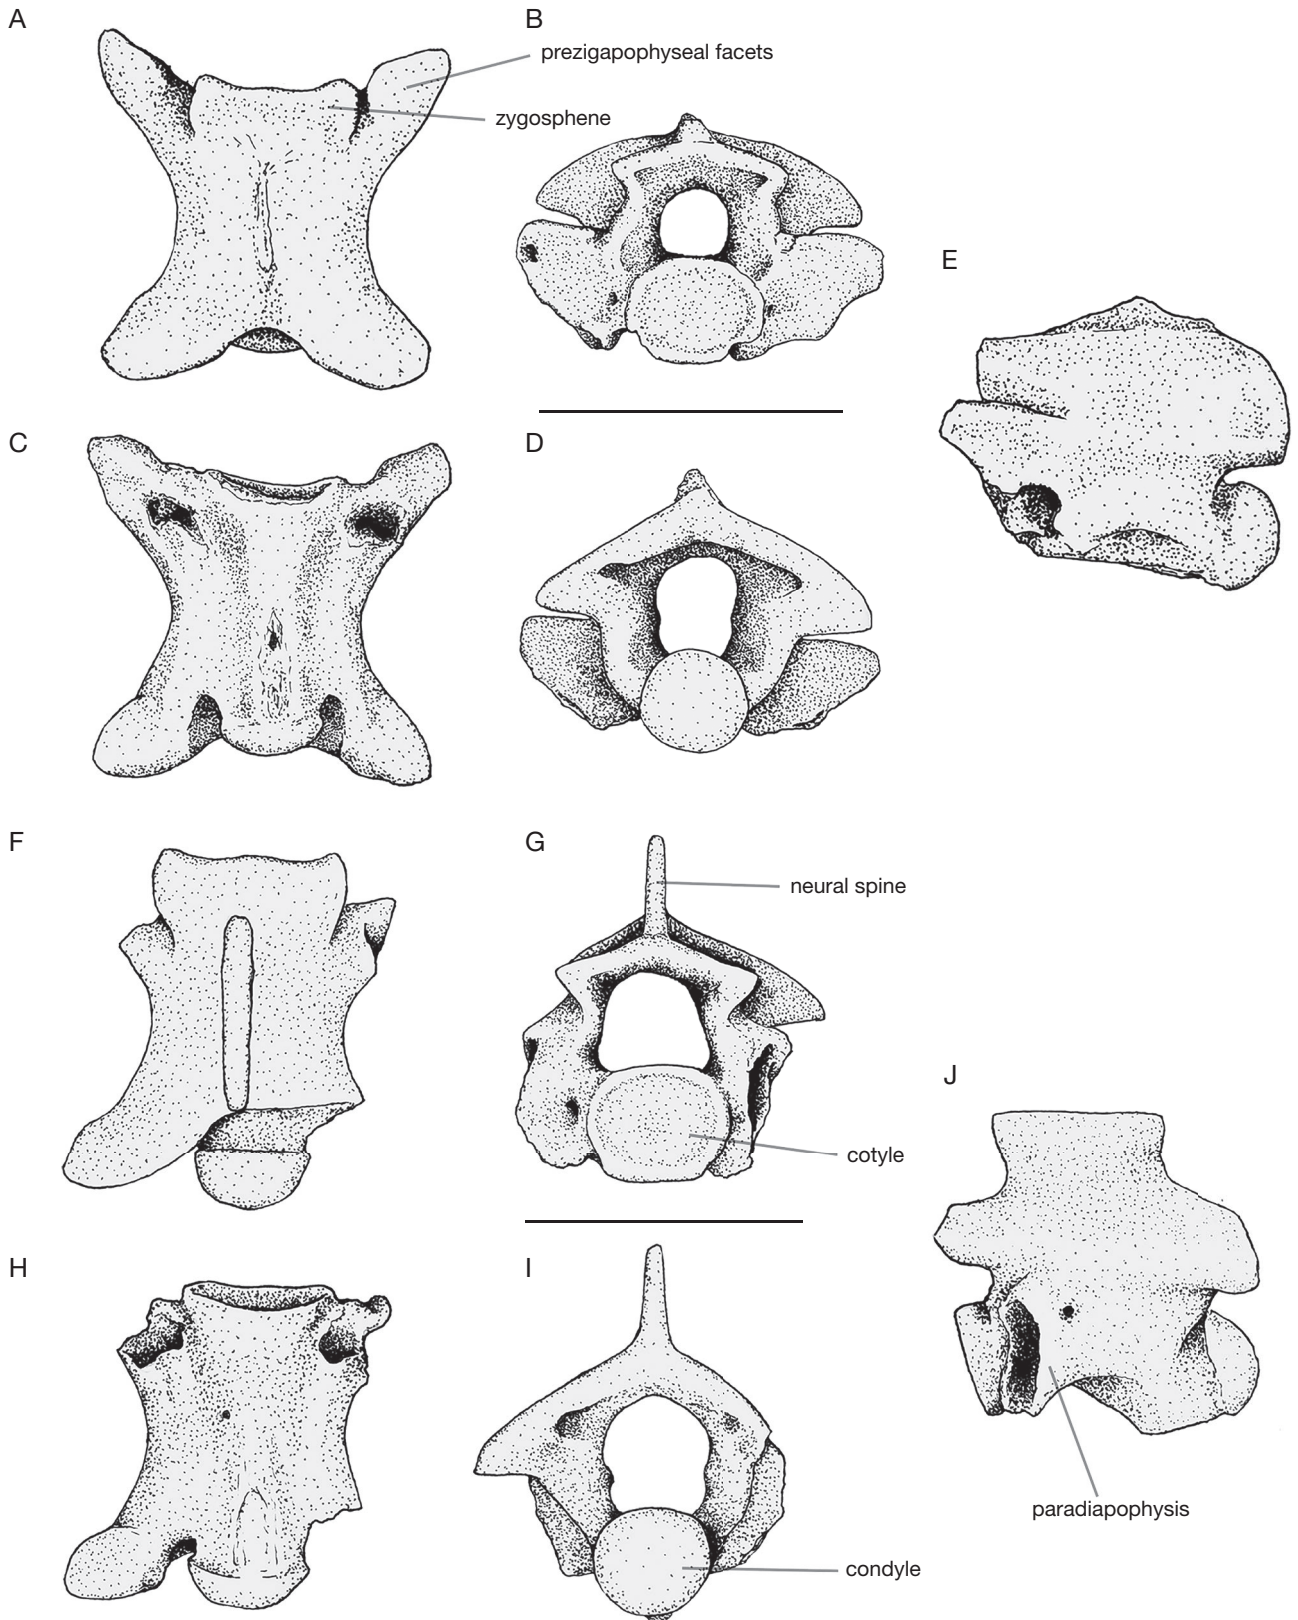 A
B
prezigapophyseal facets
zygosphene
E
C
D
F
G
neural spine
J
cotyle
H
I
paradiapophysis
condyle